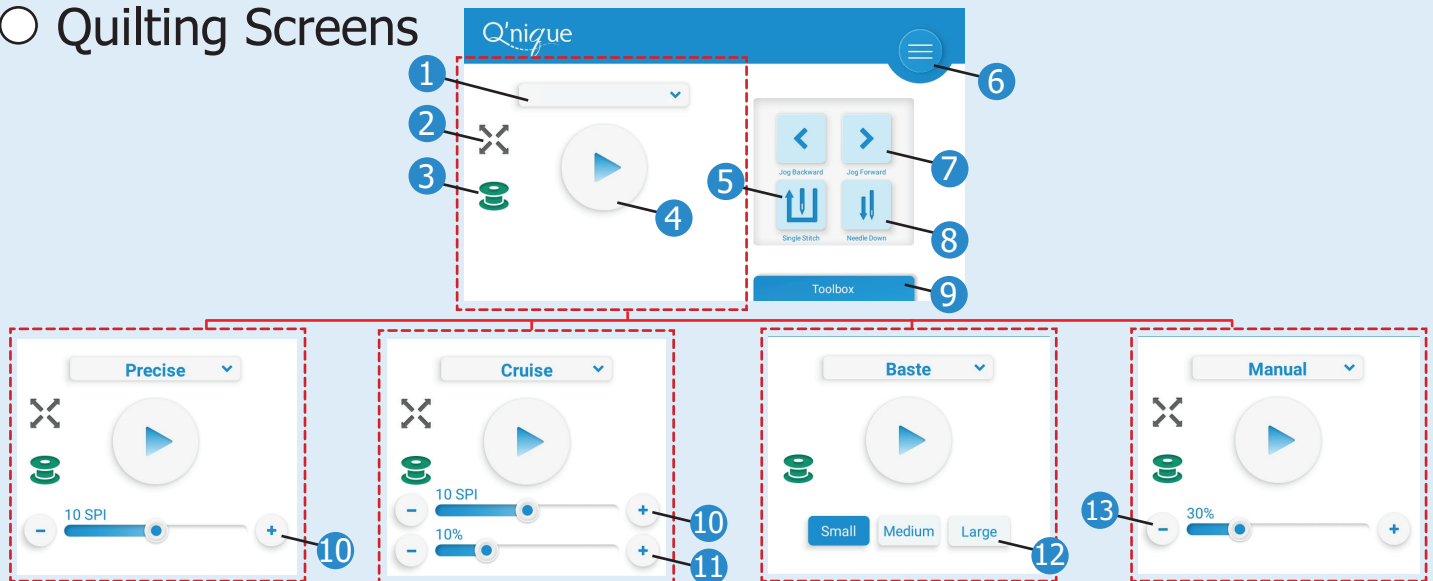 Quilting Screens
Q'nique
1
2
3
4
5
6
7
8
9
Jog Backward
Jog Forward
Single Stitch
Needle Down
Toolbox
Precise
10 SPI
10
Cruise
10 SPI
10
10%
11
Baste
Small
Medium
Large
12
Manual
13
30%